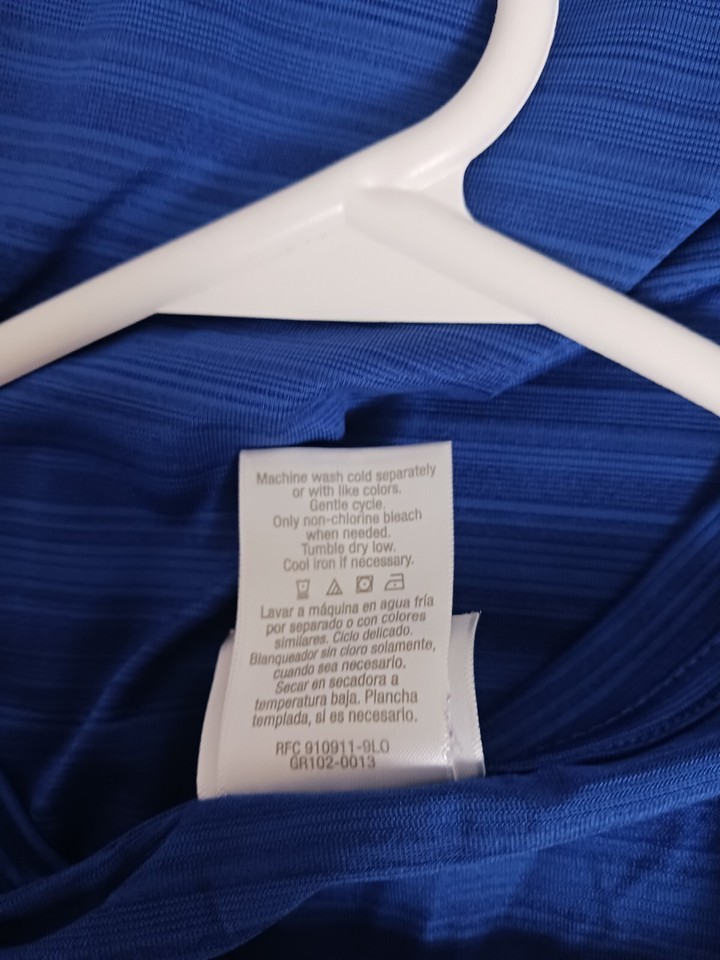 Machine wash cold separately
or with like colors.
Gentle cycle.
Only non-chlorine bleach
when needed.
Tumble dry low.
Cool iron if necessary.
Lavar a máquina en agua fría
por separado o con colores
similares. Ciclo delicado.
Blanqueador sin cloro solamente,
cuando sea necesario.
Secar en secadora a
temperatura baja. Plancha
templada, si es necesario.
RFC 910911-9L0
GR102-0013